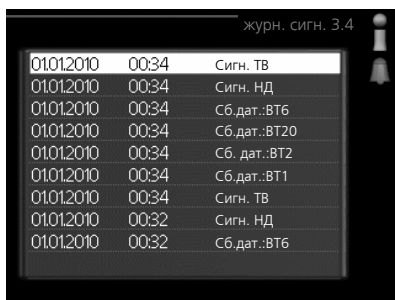 журн. сигн. 3.4
01.01.2010 00:34 Сигн. ТВ
01.01.2010 00:34 Сигн. НД
01.01.2010 00:34 Сб.дат.:BT6
01.01.2010 00:34 Сб.дат.:BT20
01.01.2010 00:34 Сб. дат.:BT2
01.01.2010 00:34 Сб.дат.:BT1
01.01.2010 00:34 Сигн. ТВ
01.01.2010 00:32 Сигн. НД
01.01.2010 00:32 Сб.дат.:BT6